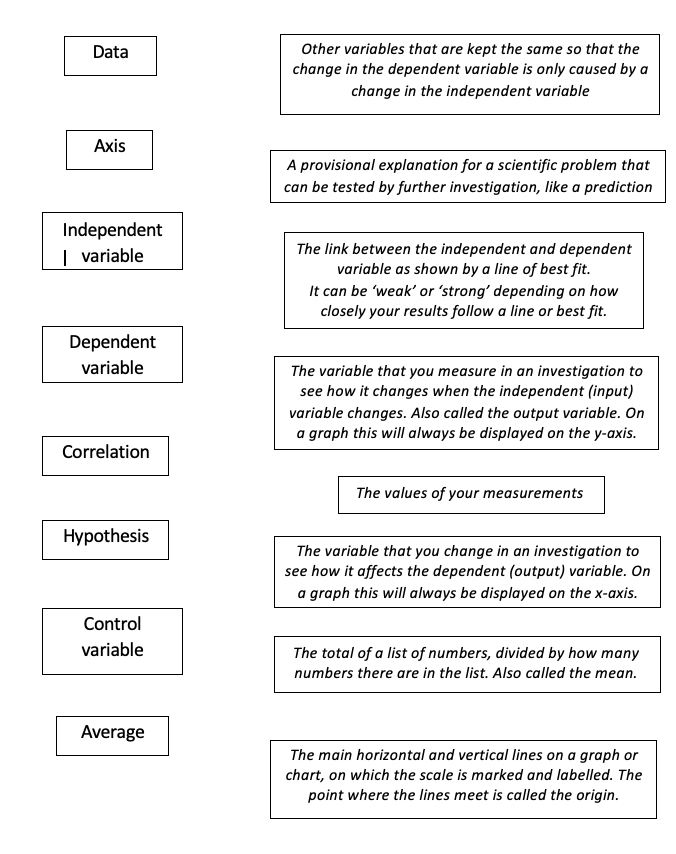 Data
Other variables that are kept the same so that the
change in the dependent variable is only caused by a
change in the independent variable
Axis
A provisional explanation for a scientific problem that
can be tested by further investigation, like a prediction
Independent
variable
The link between the independent and dependent
variable as shown by a line of best fit.
It can be ‘weak’ or ‘strong’ depending on how
closely your results follow a line or best fit.
Dependent
variable
The variable that you measure in an investigation to
see how it changes when the independent (input)
variable changes. Also called the output variable. On
a graph this will always be displayed on the y-axis.
Correlation
The values of your measurements
Hypothesis
The variable that you change in an investigation to
see how it affects the dependent (output) variable. On
a graph this will always be displayed on the x-axis.
Control
variable
The total of a list of numbers, divided by how many
numbers there are in the list. Also called the mean.
Average
The main horizontal and vertical lines on a graph or
chart, on which the scale is marked and labelled. The
point where the lines meet is called the origin.